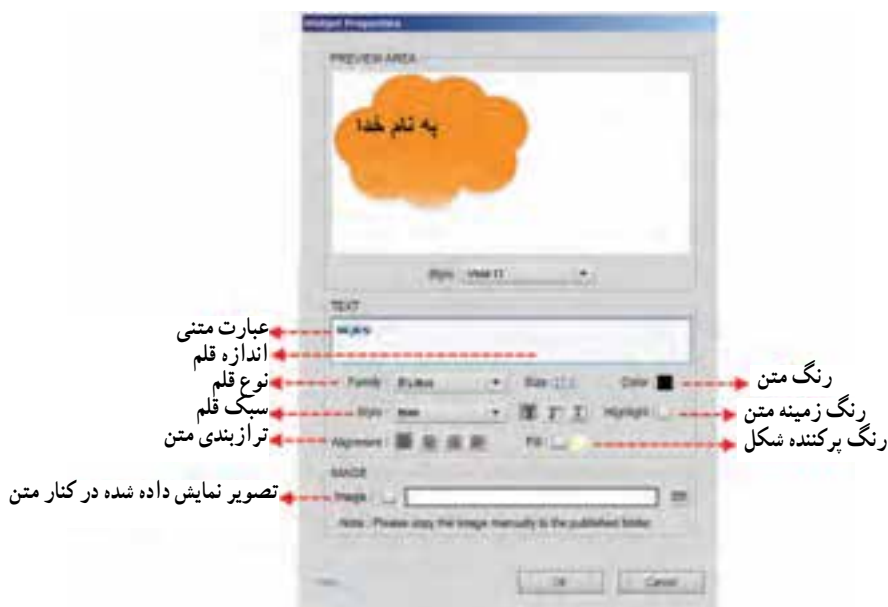 Widget Properties
PREVIEW AREA
به نام خدا
Style
TEXT
عبارت متنی
اندازه قلم
نوع قلم
Family
Size
Color
رنگ متن
سبک قلم
Style
Highlight
رنگ زمینه متن
ترازبندی متن
Alignment
Fill
رنگ پرکننده شکل
IMAGE
تصویر نمایش داده شده در کنار متن
Image
Note : Please copy the image manually to the published folder
OK
Cancel